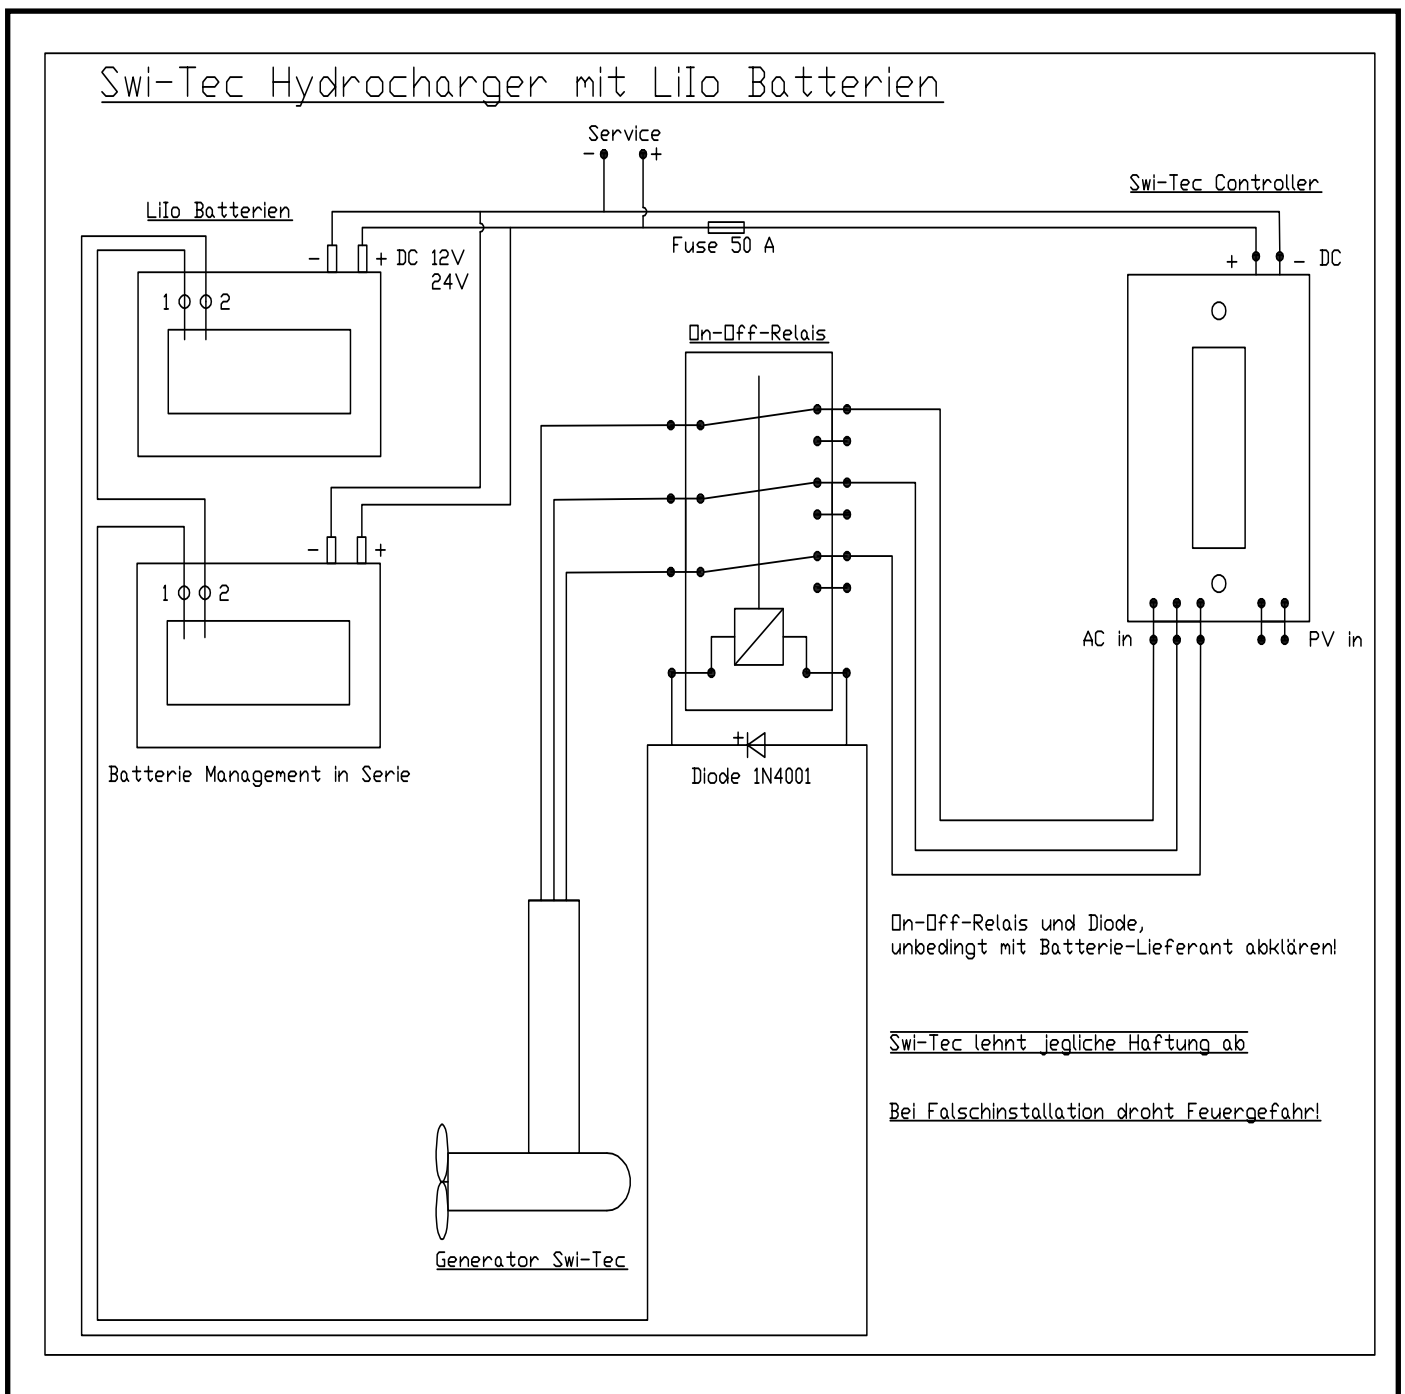 Swi-Tec Hydrocharger mit LiIo Batterien
Service
- +
Swi-Tec Controller
LiIo Batterien
- + DC 12V
24V
Fuse 50 A
+ - DC
1 2
On-Off-Relais
- +
1 2
AC in
PV in
+
Diode 1N4001
Batterie Management in Serie
On-Off-Relais und Diode,
unbedingt mit Batterie-Lieferant abklären!
Swi-Tec lehnt jegliche Haftung ab
Bei Falschinstallation droht Feuergefahr!
Generator Swi-Tec